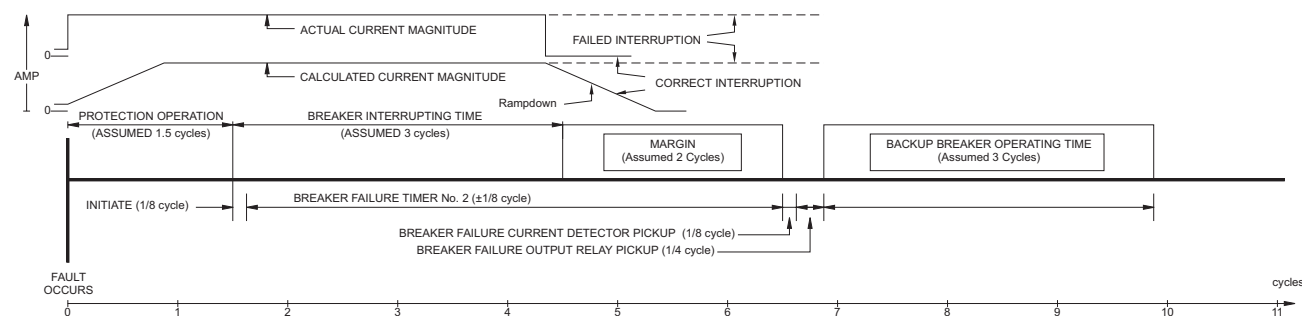 ACTUAL CURRENT MAGNITUDE
FAILED INTERRUPTION
0
AMP
CALCULATED CURRENT MAGNITUDE
CORRECT INTERRUPTION
0
Rampdown
PROTECTION OPERATION
(ASSUMED 1.5 cycles)
BREAKER INTERRUPTING TIME
(ASSUMED 3 cycles)
MARGIN
(Assumed 2 Cycles)
BACKUP BREAKER OPERATING TIME
(Assumed 3 Cycles)
INITIATE (1/8 cycle)
BREAKER FAILURE TIMER No. 2 (±1/8 cycle)
BREAKER FAILURE CURRENT DETECTOR PICKUP (1/8 cycle)
BREAKER FAILURE OUTPUT RELAY PICKUP (1/4 cycle)
FAULT
OCCURS
cycles
0 1 2 3 4 5 6 7 8 9 10 11